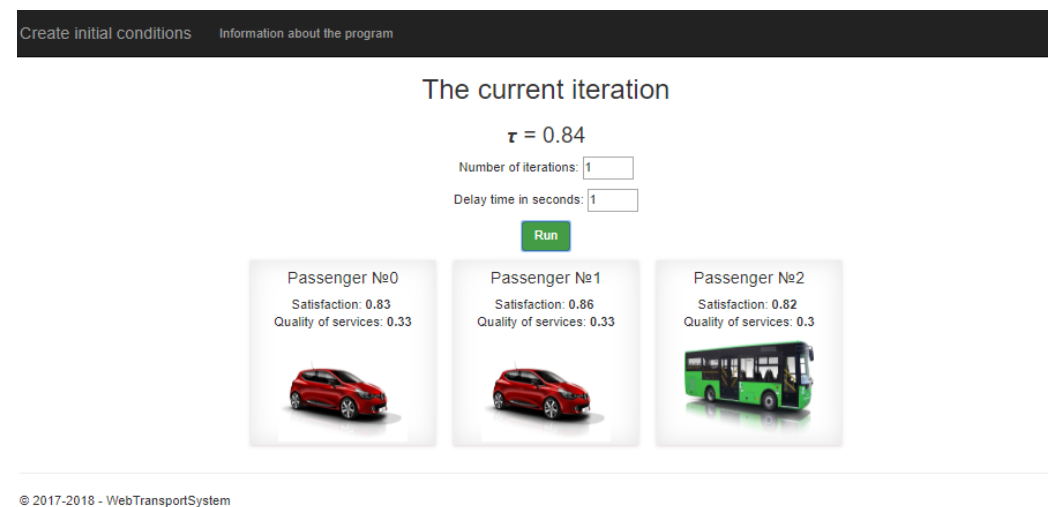 Create initial conditions Information about the program
The current iteration
τ = 0.84
Number of iterations: 1
Delay time in seconds: 1
Run
Passenger №0
Satisfaction: 0.83
Quality of services: 0.33
Passenger №1
Satisfaction: 0.86
Quality of services: 0.33
Passenger №2
Satisfaction: 0.82
Quality of services: 0.3
© 2017-2018 - WebTransportSystem